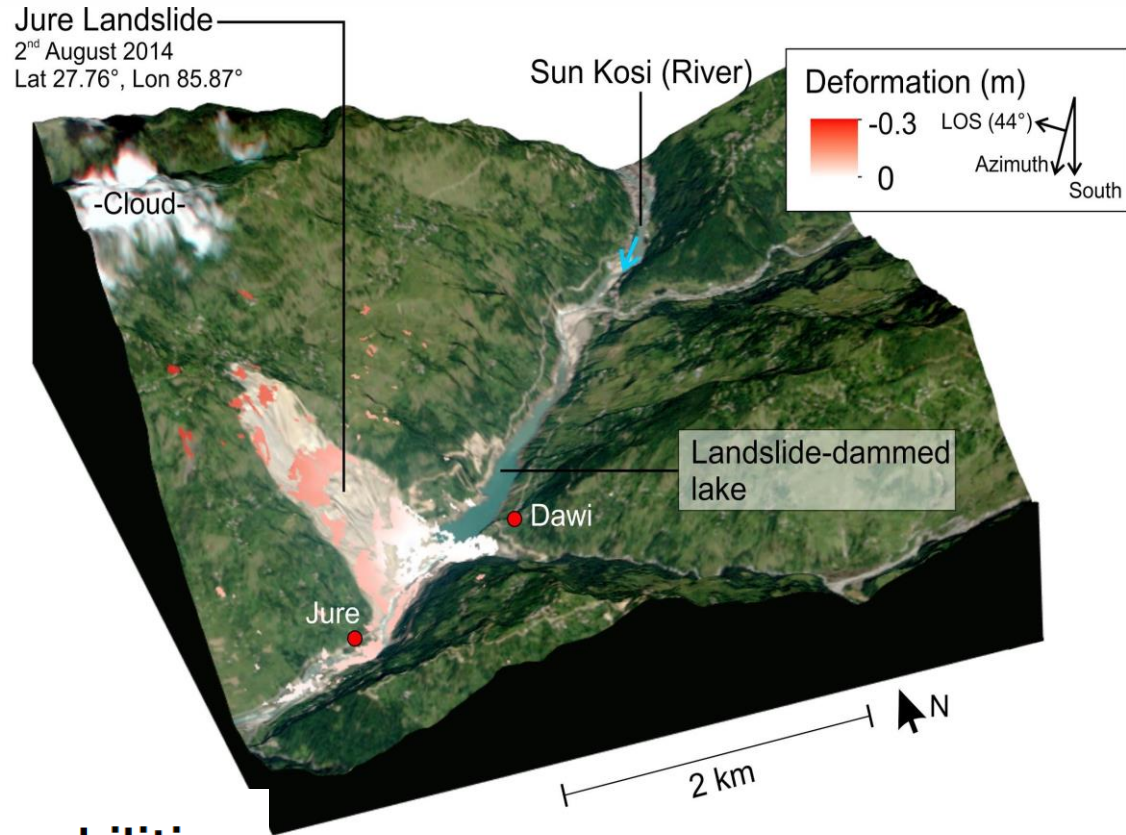 Jure Landslide
2nd August 2014
Lat 27.76°, Lon 85.87°
Sun Kosi (River)
Deformation (m)
-0.3
0
LOS (44°)
Azimuth
South
-Cloud-
Landslide-dammed
lake
Dawi
Jure
N
2 km